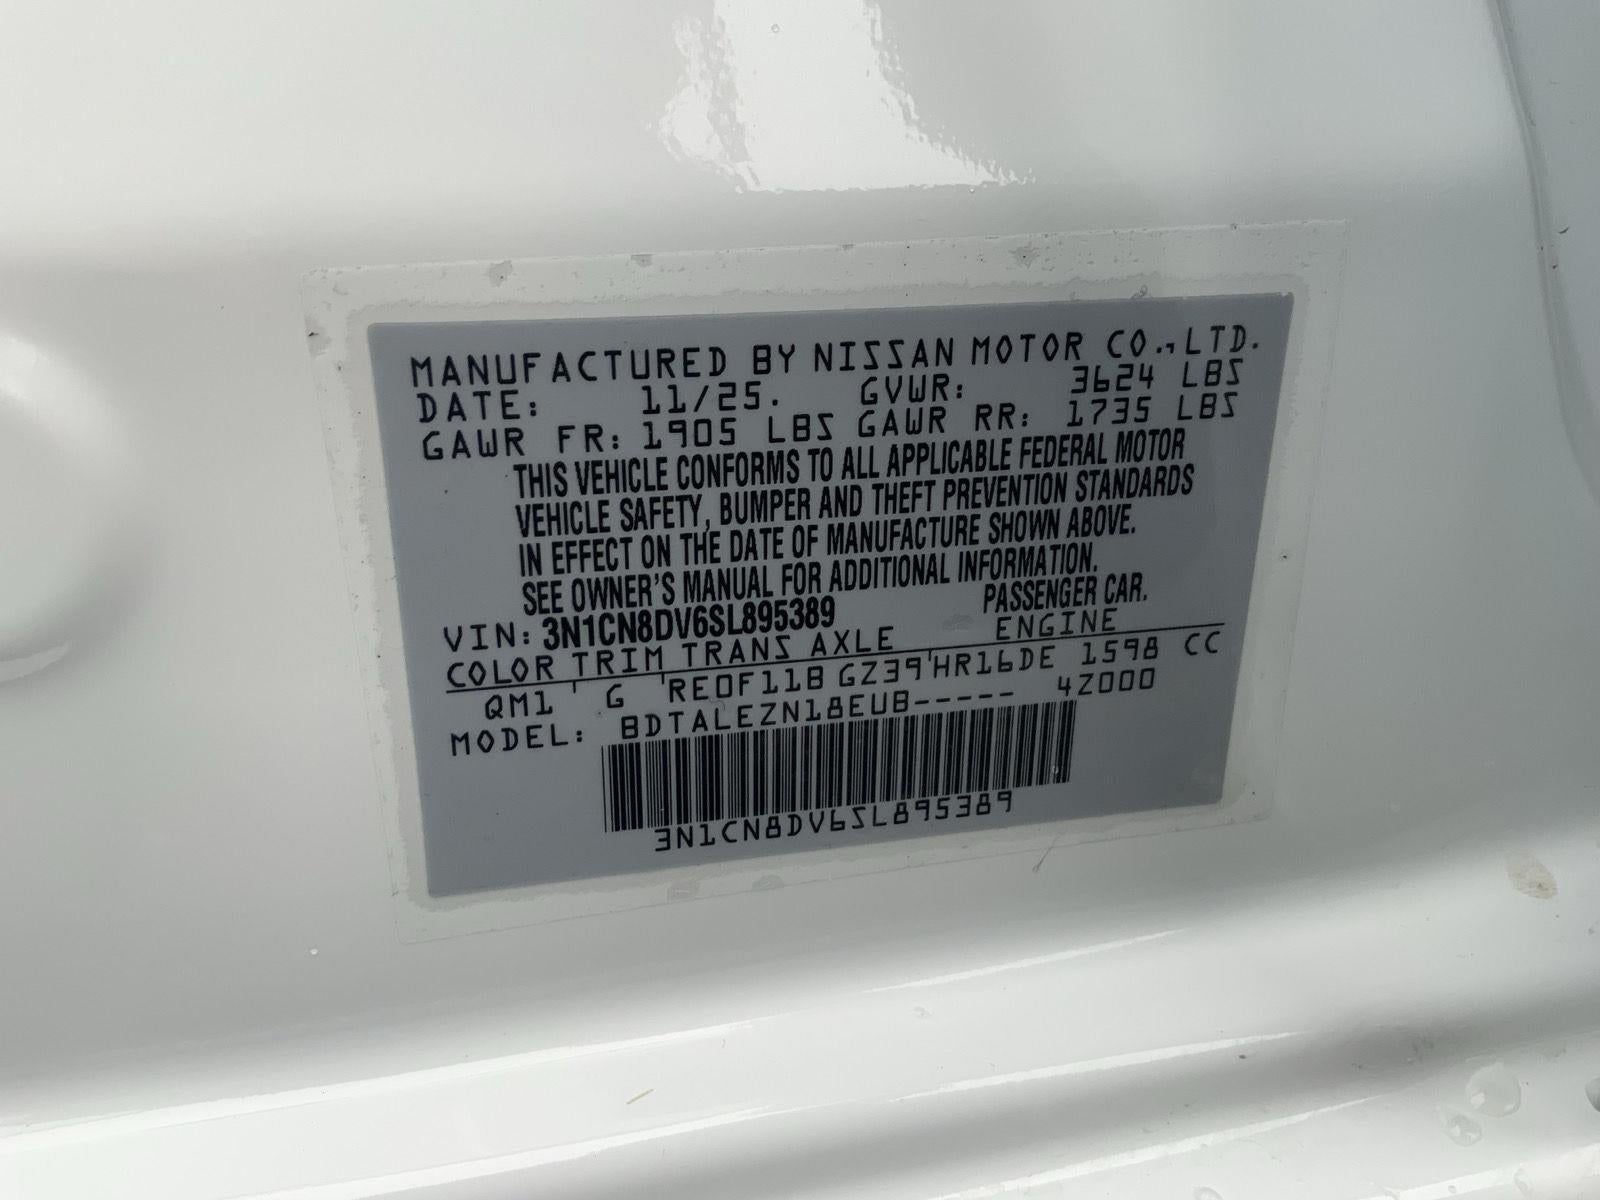 MANUFACTURED BY NISSAN MOTOR CO.,LTD.
DATE: 11/25. GVWR: 3624 LBS
GAWR FR: 1905 LBS GAWR RR: 1735 LBS
THIS VEHICLE CONFORMS TO ALL APPLICABLE FEDERAL MOTOR
VEHICLE SAFETY, BUMPER AND THEFT PREVENTION STANDARDS
IN EFFECT ON THE DATE OF MANUFACTURE SHOWN ABOVE.
SEE OWNER'S MANUAL FOR ADDITIONAL INFORMATION.
VIN: 3N1CN8DV6SL895389 PASSENGER CAR.
COLOR TRIM TRANS AXLE ENGINE
QM1 G RE0F11B GZ39 HR16DE 1598 CC
MODEL: BDTALEZN18EUB----- 4Z000
3N1CN8DV6SL895389